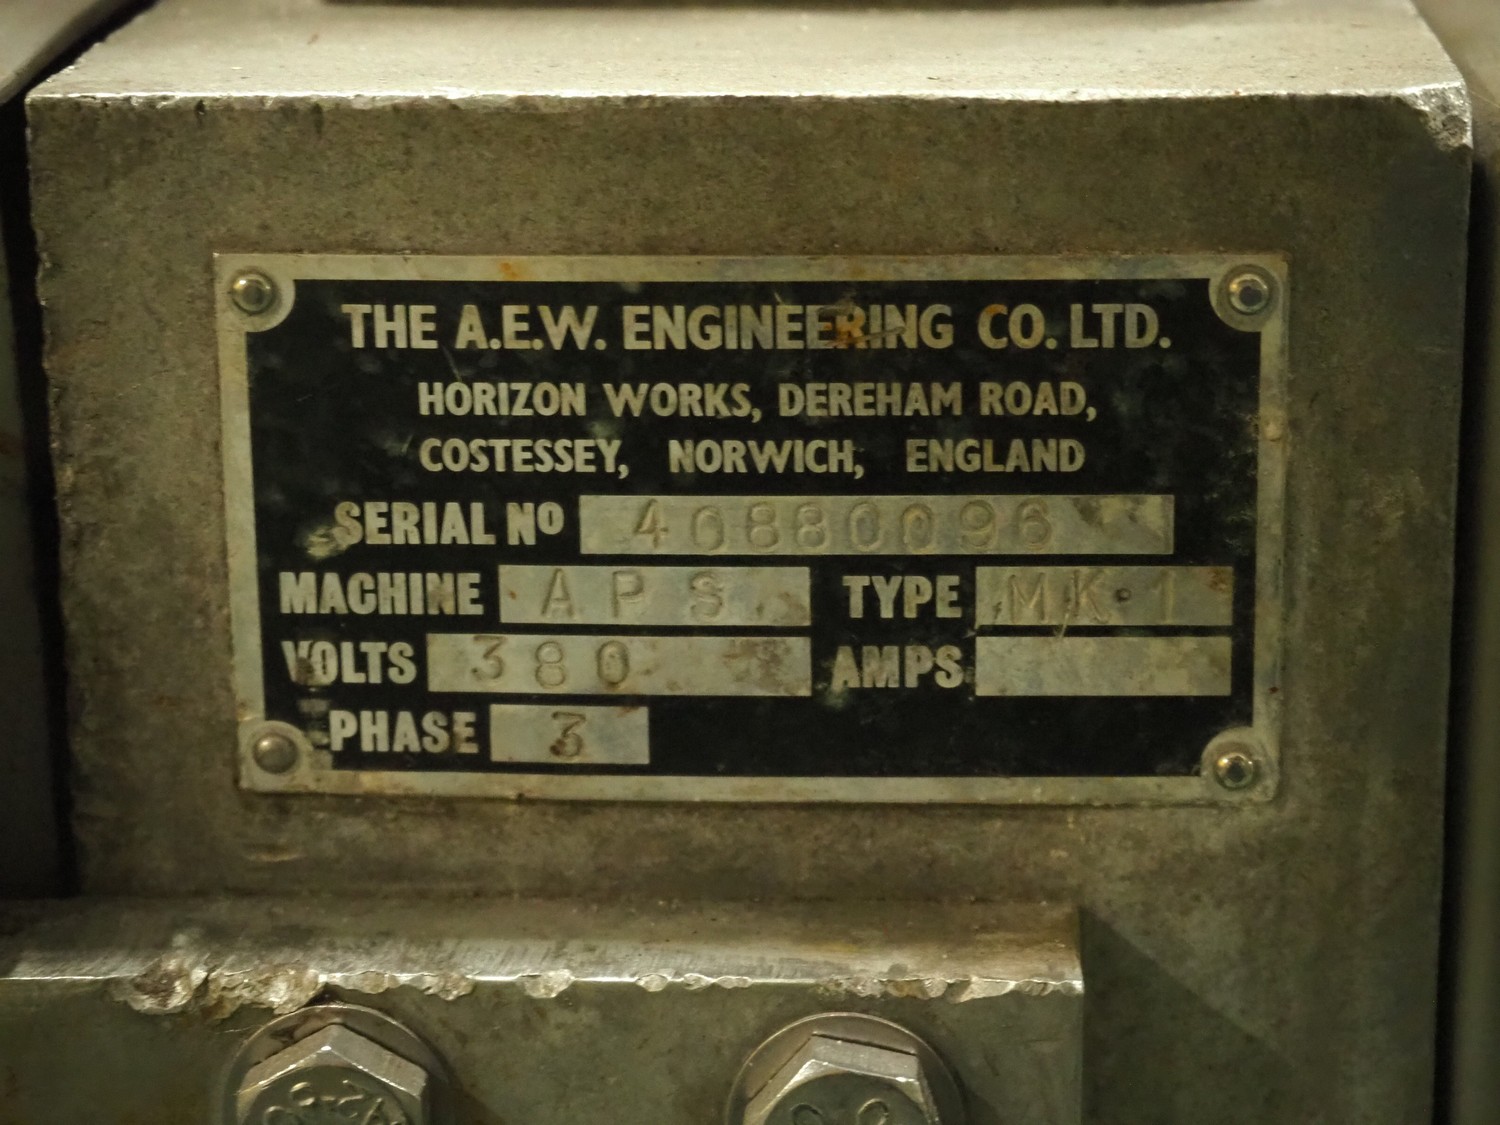 THE A.E.W. ENGINEERING CO. LTD.
HORIZON WORKS, DEREHAM ROAD,
COSTESSEY, NORWICH, ENGLAND
SERIAL Nº 40880096
MACHINE APS TYPE MK·1
VOLTS 380 AMPS
PHASE 3